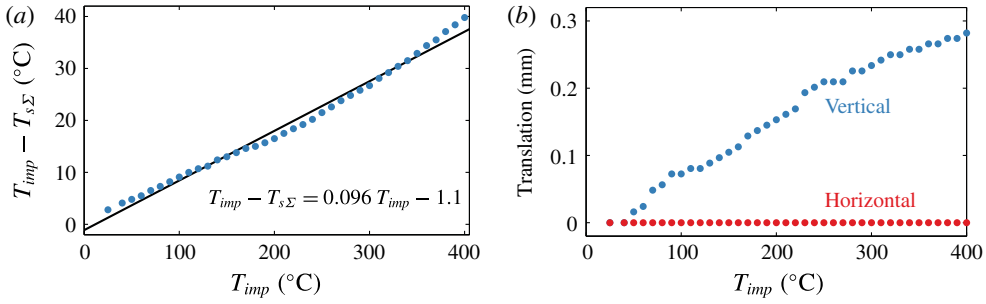 (a)
40
30
20
10
0
T_imp − T_sΣ (°C)
T_imp − T_sΣ = 0.096 T_imp − 1.1
0 100 200 300 400
T_imp (°C)
(b)
0.3
0.2
0.1
0
Translation (mm)
Vertical
Horizontal
0 100 200 300 400
T_imp (°C)